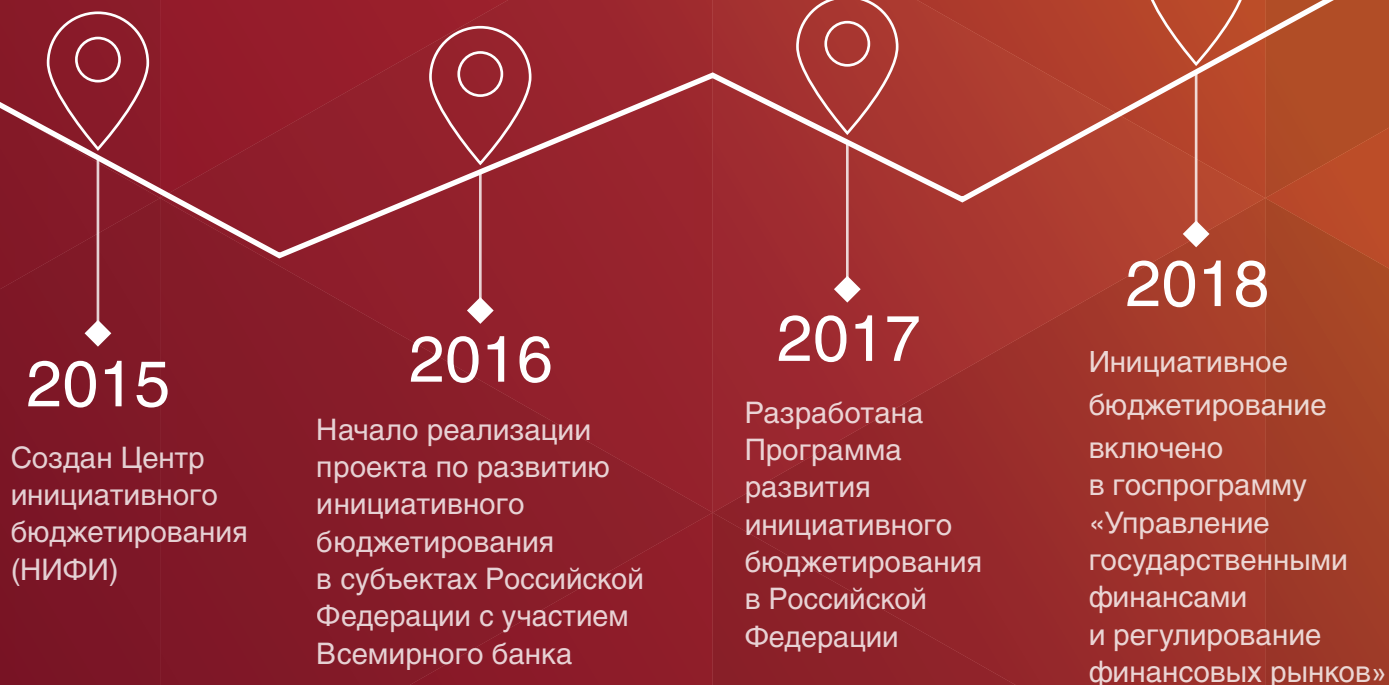 2015
Создан Центр
инициативного
бюджетирования
(НИФИ)
2016
Начало реализации
проекта по развитию
инициативного
бюджетирования
в субъектах Российской
Федерации с участием
Всемирного банка
2017
Разработана
Программа
развития
инициативного
бюджетирования
в Российской
Федерации
2018
Инициативное
бюджетирование
включено
в госпрограмму
«Управление
государственными
финансами
и регулирование
финансовых рынков»